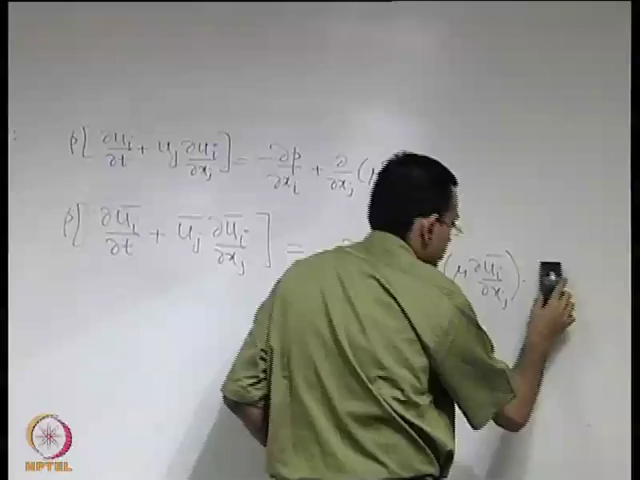 :
ρ[ ∂u_i/∂t + u_j ∂u_i/∂x_j ] = -∂p/∂x_i + ∂/∂x_j (μ
ρ[ ∂ū_i/∂t + ū_j ∂ū_i/∂x_j ] = (μ ∂ū_i/∂x_j).
NPTEL